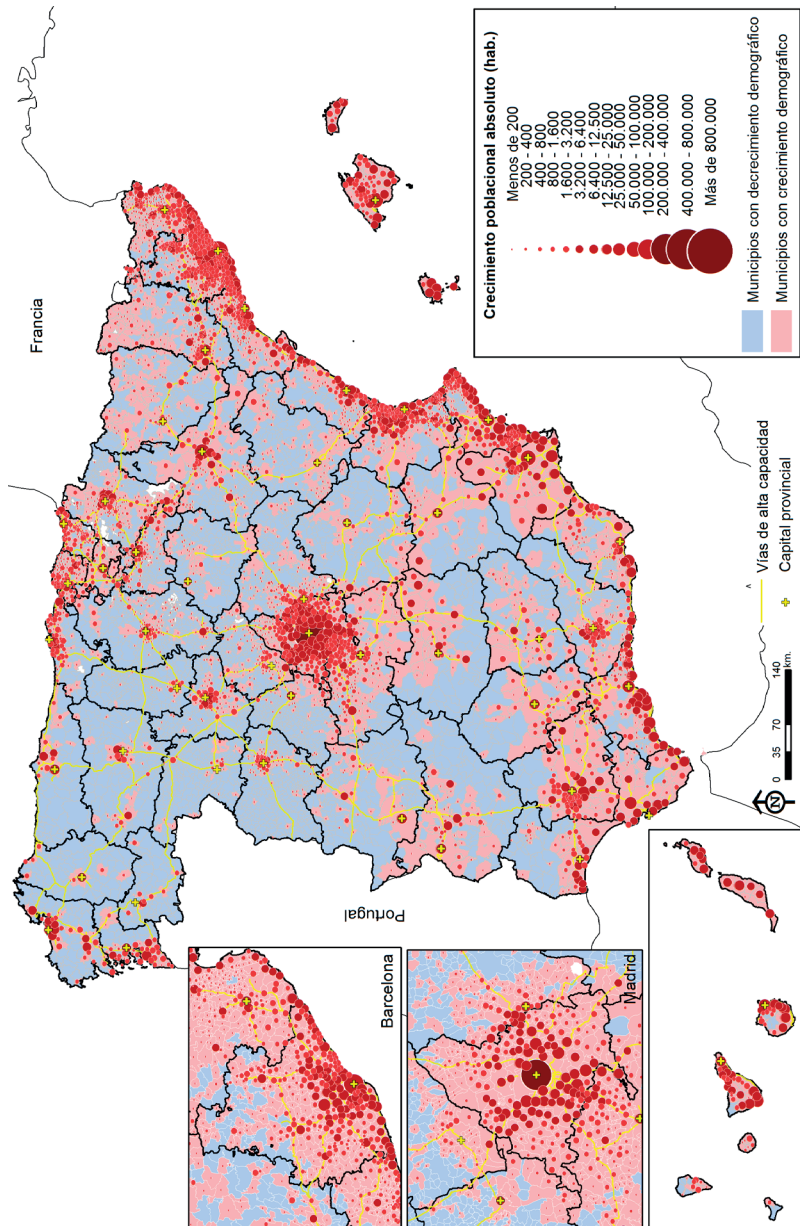 Francia
Portugal
Barcelona
Madrid
Crecimiento poblacional absoluto (hab.)
Menos de 200
200 - 400
400 - 800
800 - 1.600
1.600 - 3.200
3.200 - 6.400
6.400 - 12.500
12.500 - 25.000
25.000 - 50.000
50.000 - 100.000
100.000 - 200.000
200.000 - 400.000
400.000 - 800.000
Más de 800.000
Municipios con decrecimiento demográfico
Municipios con crecimiento demográfico
Vías de alta capacidad
Capital provincial
N
0 35 70 140
km.